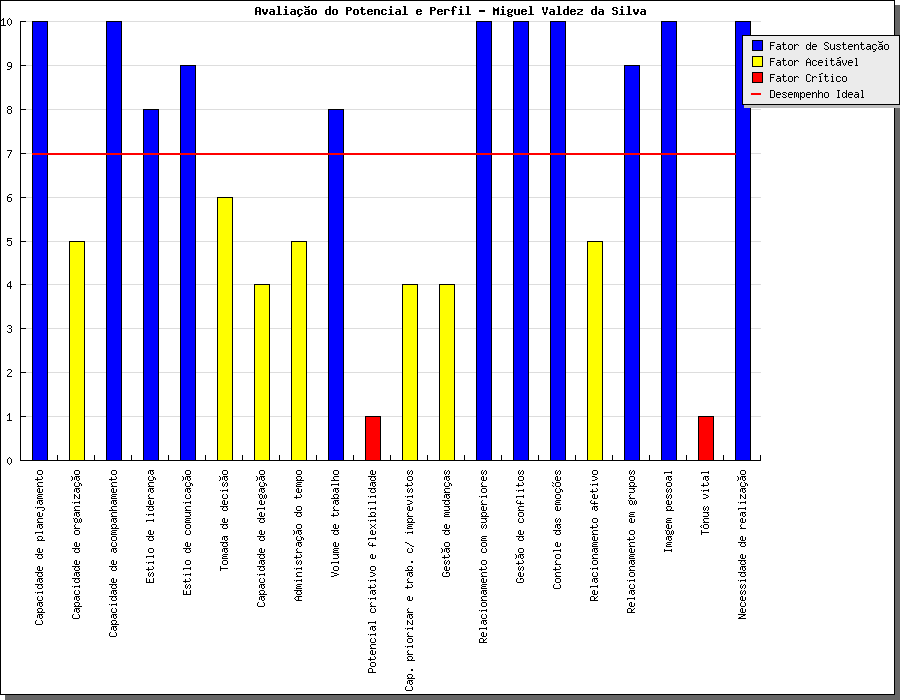 Avaliação do Potencial e Perfil - Miguel Valdez da Silva
Fator de Sustentação
Fator Aceitável
Fator Crítico
Desempenho Ideal
10
9
8
7
6
5
4
3
2
1
0
Capacidade de planejamento
Capacidade de organização
Capacidade de acompanhamento
Estilo de liderança
Estilo de comunicação
Tomada de decisão
Capacidade de delegação
Administração do tempo
Volume de trabalho
Potencial criativo e flexibilidade
Cap. priorizar e trab. c/ imprevistos
Gestão de mudanças
Relacionamento com superiores
Gestão de conflitos
Controle das emoções
Relacionamento afetivo
Relacionamento em grupos
Imagem pessoal
Tônus vital
Necessidade de realização